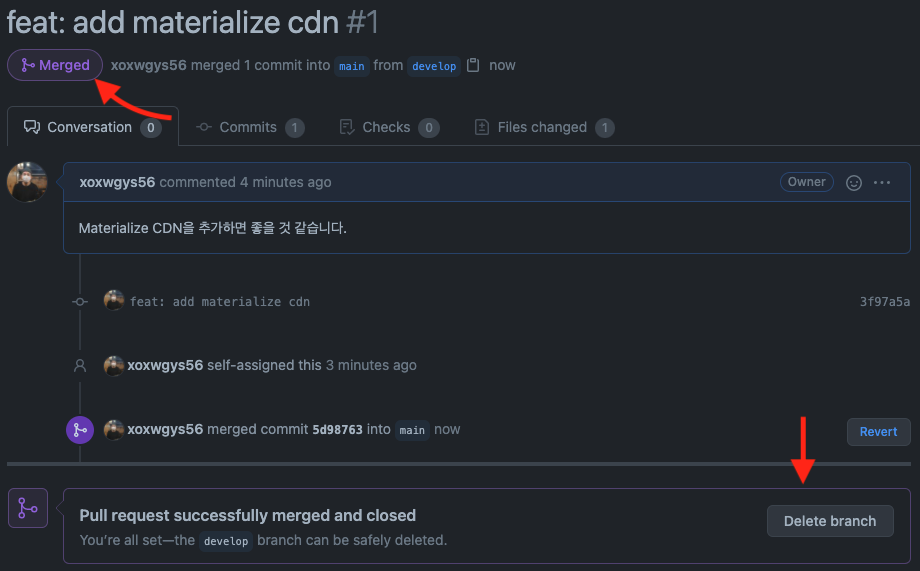 feat: add materialize cdn #1
Merged xoxwgys56 merged 1 commit into main from develop now
Conversation 0 Commits 1 Checks 0 Files changed 1
xoxwgys56 commented 4 minutes ago Owner
Materialize CDN을 추가하면 좋을 것 같습니다.
feat: add materialize cdn 3f97a5a
xoxwgys56 self-assigned this 3 minutes ago
xoxwgys56 merged commit 5d98763 into main now Revert
Pull request successfully merged and closed
You're all set—the develop branch can be safely deleted.
Delete branch